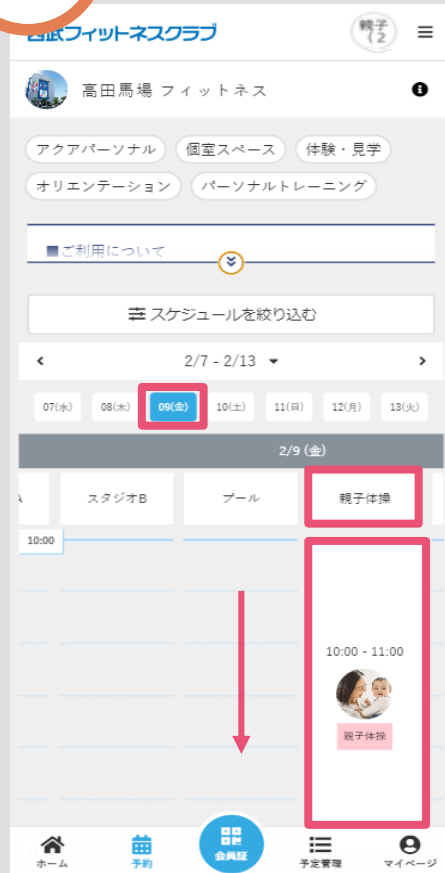 西武フィットネスクラブ
親子
(2
高田馬場 フィットネス
アクアパーソナル 個室スペース 体験・見学
オリエンテーション パーソナルトレーニング
■ご利用について
スケジュールを絞り込む
2/7 - 2/13
07(水) 08(木) 09(金) 10(土) 11(日) 12(月) 13(火)
2/9 (金)
A スタジオB プール 親子体操
10:00
10:00 - 11:00
親子体操
ホーム 予約 会員証 予定管理 マイページ